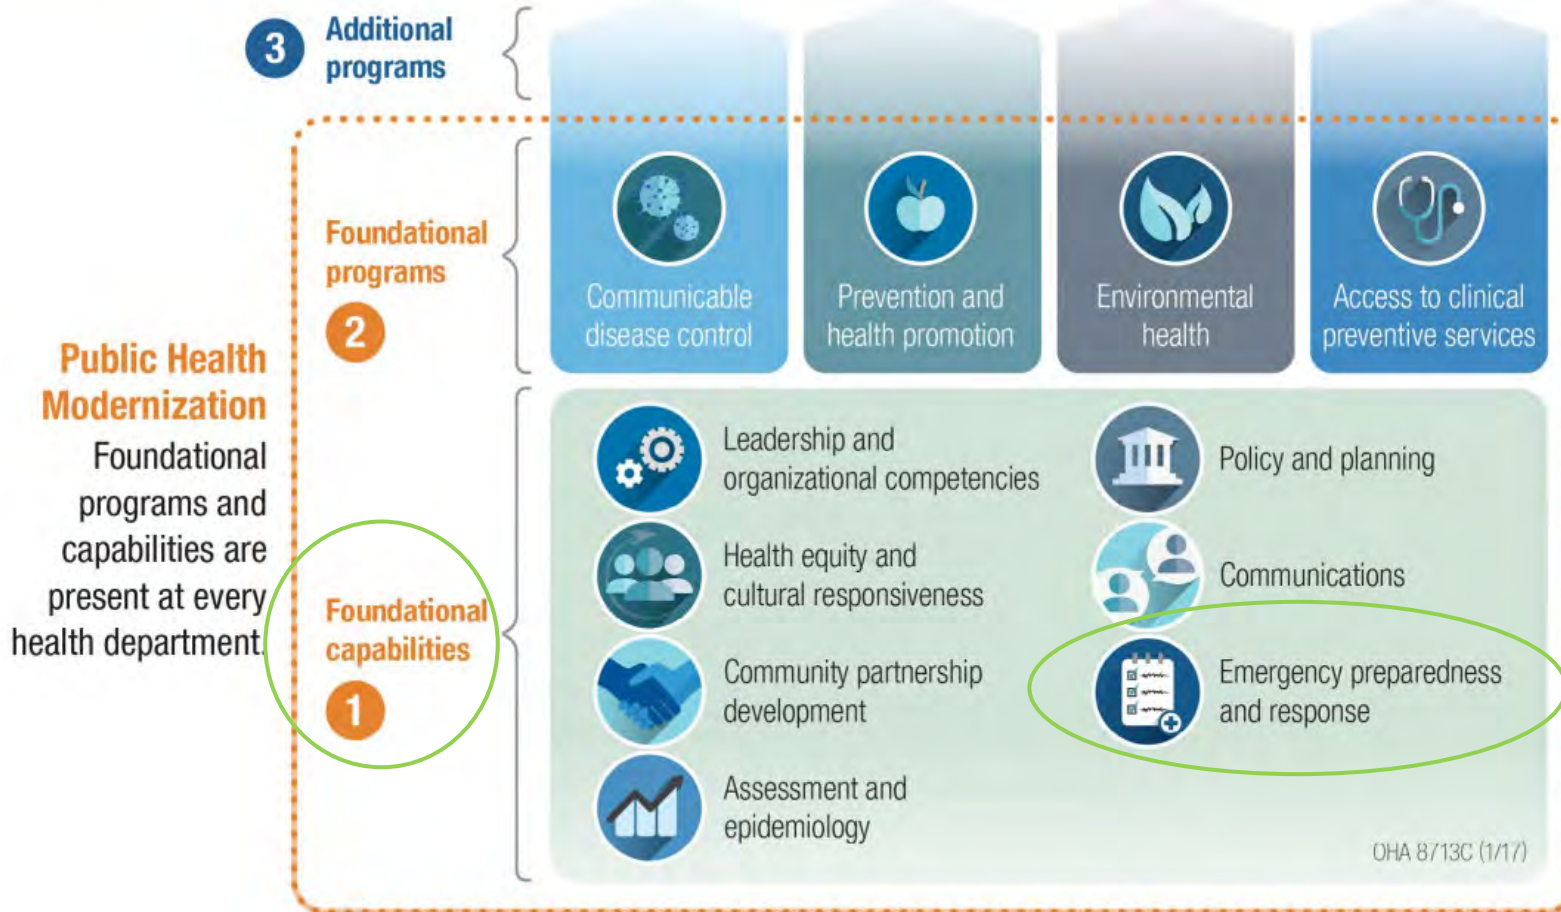 3
Additional
programs
Foundational
programs
2
Communicable
disease control
Prevention and
health promotion
Environmental
health
Access to clinical
preventive services
Public Health
Modernization
Foundational
programs and
capabilities are
present at every
health department.
Foundational
capabilities
1
Leadership and
organizational competencies
Health equity and
cultural responsiveness
Community partnership
development
Assessment and
epidemiology
Policy and planning
Communications
Emergency preparedness
and response
OHA 8713C (1/17)